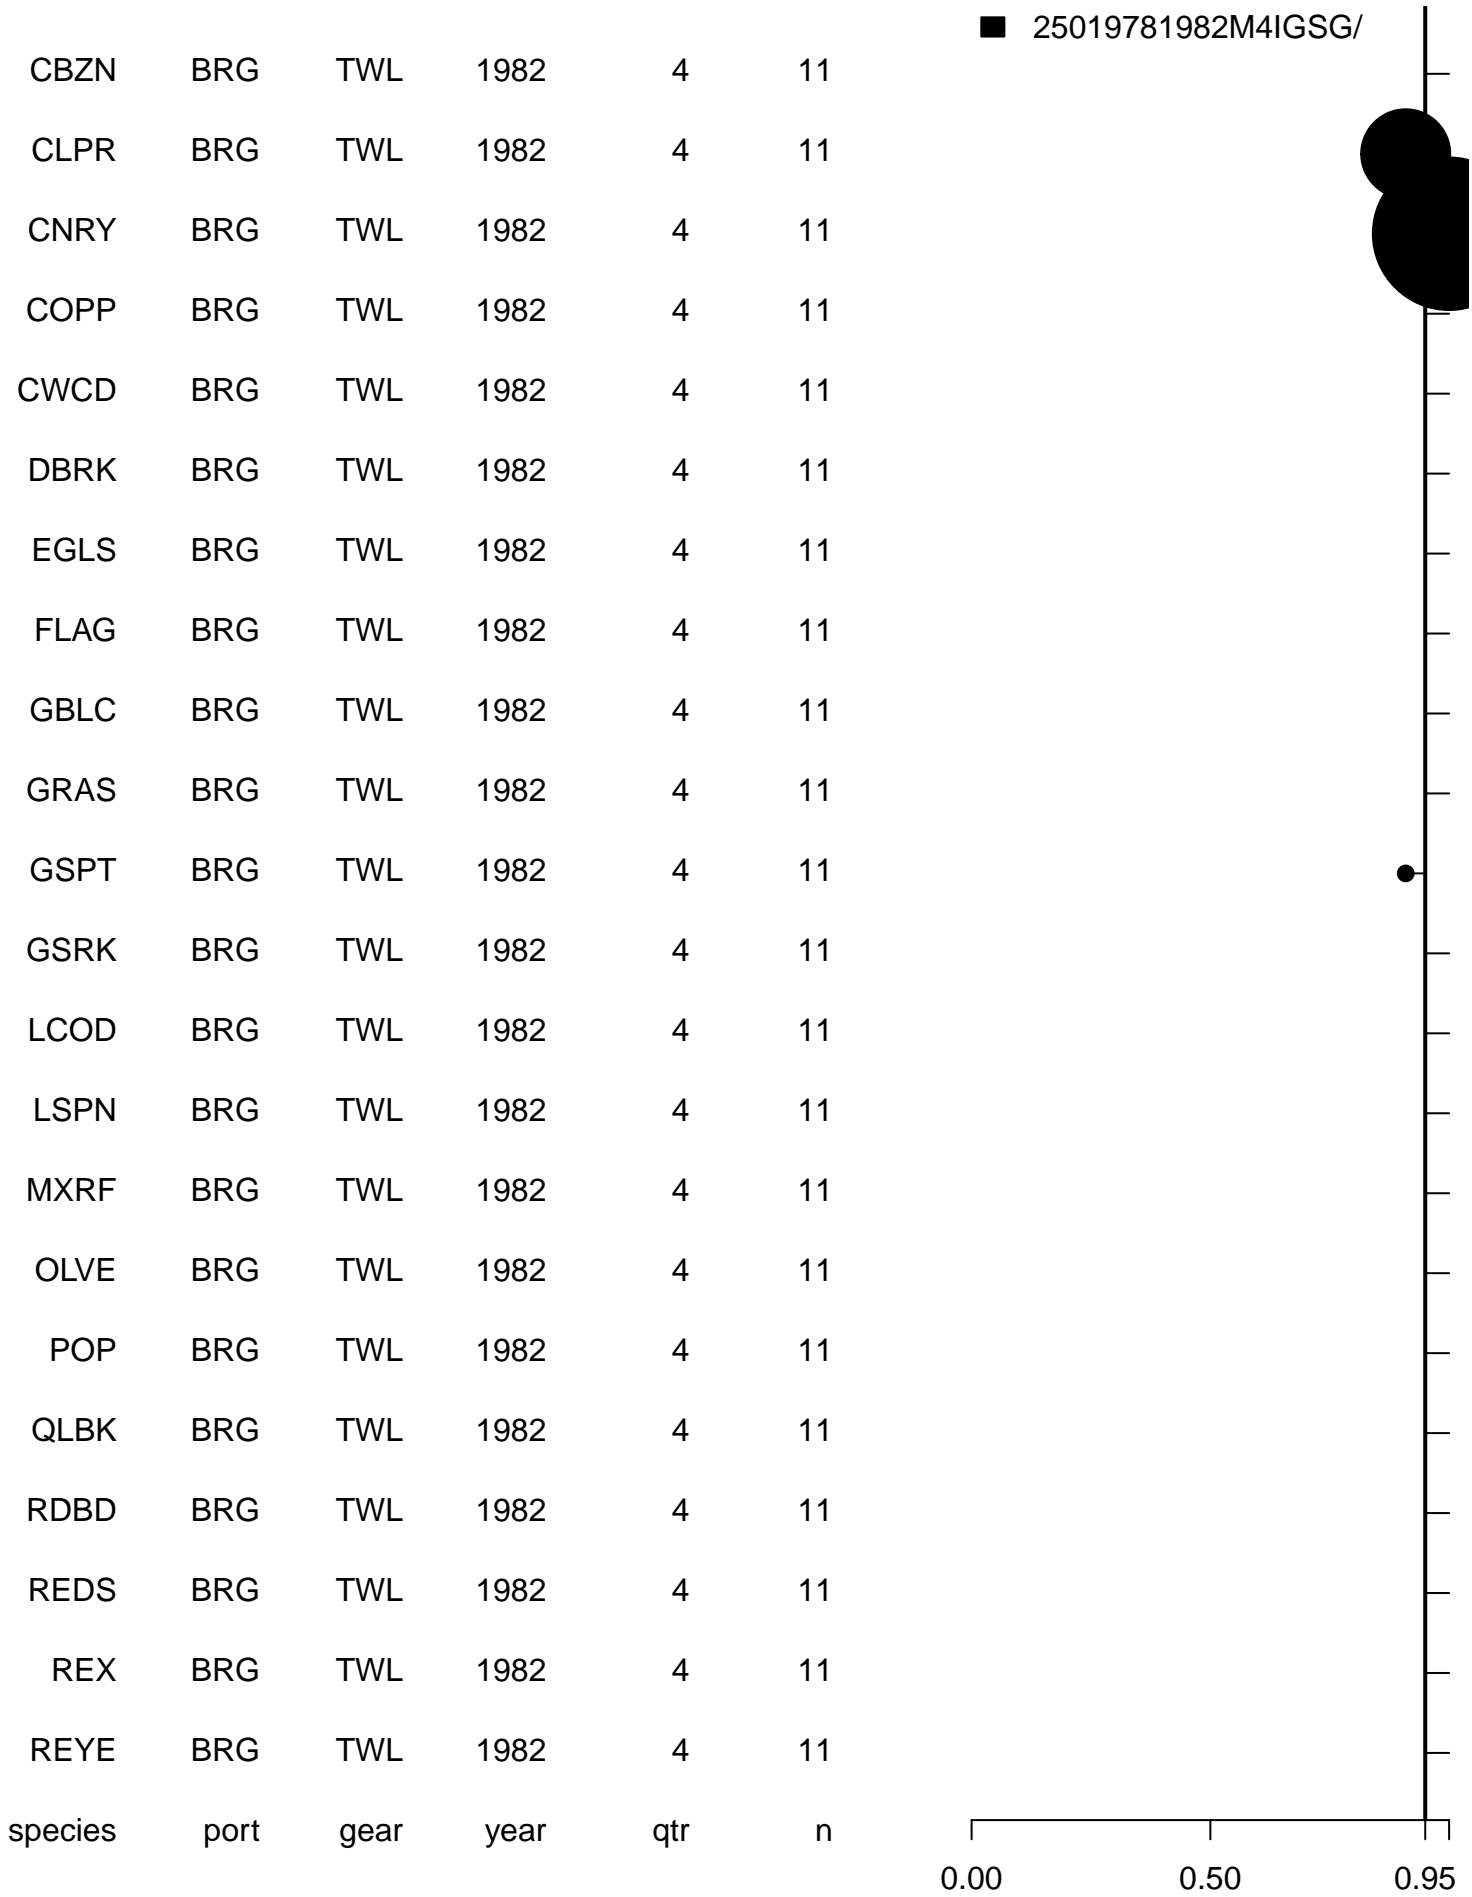 25019781982M4IGSG/
CBZN BRG TWL 1982 4 11
CLPR BRG TWL 1982 4 11
CNRY BRG TWL 1982 4 11
COPP BRG TWL 1982 4 11
CWCD BRG TWL 1982 4 11
DBRK BRG TWL 1982 4 11
EGLS BRG TWL 1982 4 11
FLAG BRG TWL 1982 4 11
GBLC BRG TWL 1982 4 11
GRAS BRG TWL 1982 4 11
GSPT BRG TWL 1982 4 11
GSRK BRG TWL 1982 4 11
LCOD BRG TWL 1982 4 11
LSPN BRG TWL 1982 4 11
MXRF BRG TWL 1982 4 11
OLVE BRG TWL 1982 4 11
POP BRG TWL 1982 4 11
QLBK BRG TWL 1982 4 11
RDBD BRG TWL 1982 4 11
REDS BRG TWL 1982 4 11
REX BRG TWL 1982 4 11
REYE BRG TWL 1982 4 11
species port gear year qtr n
0.00 0.50 0.95